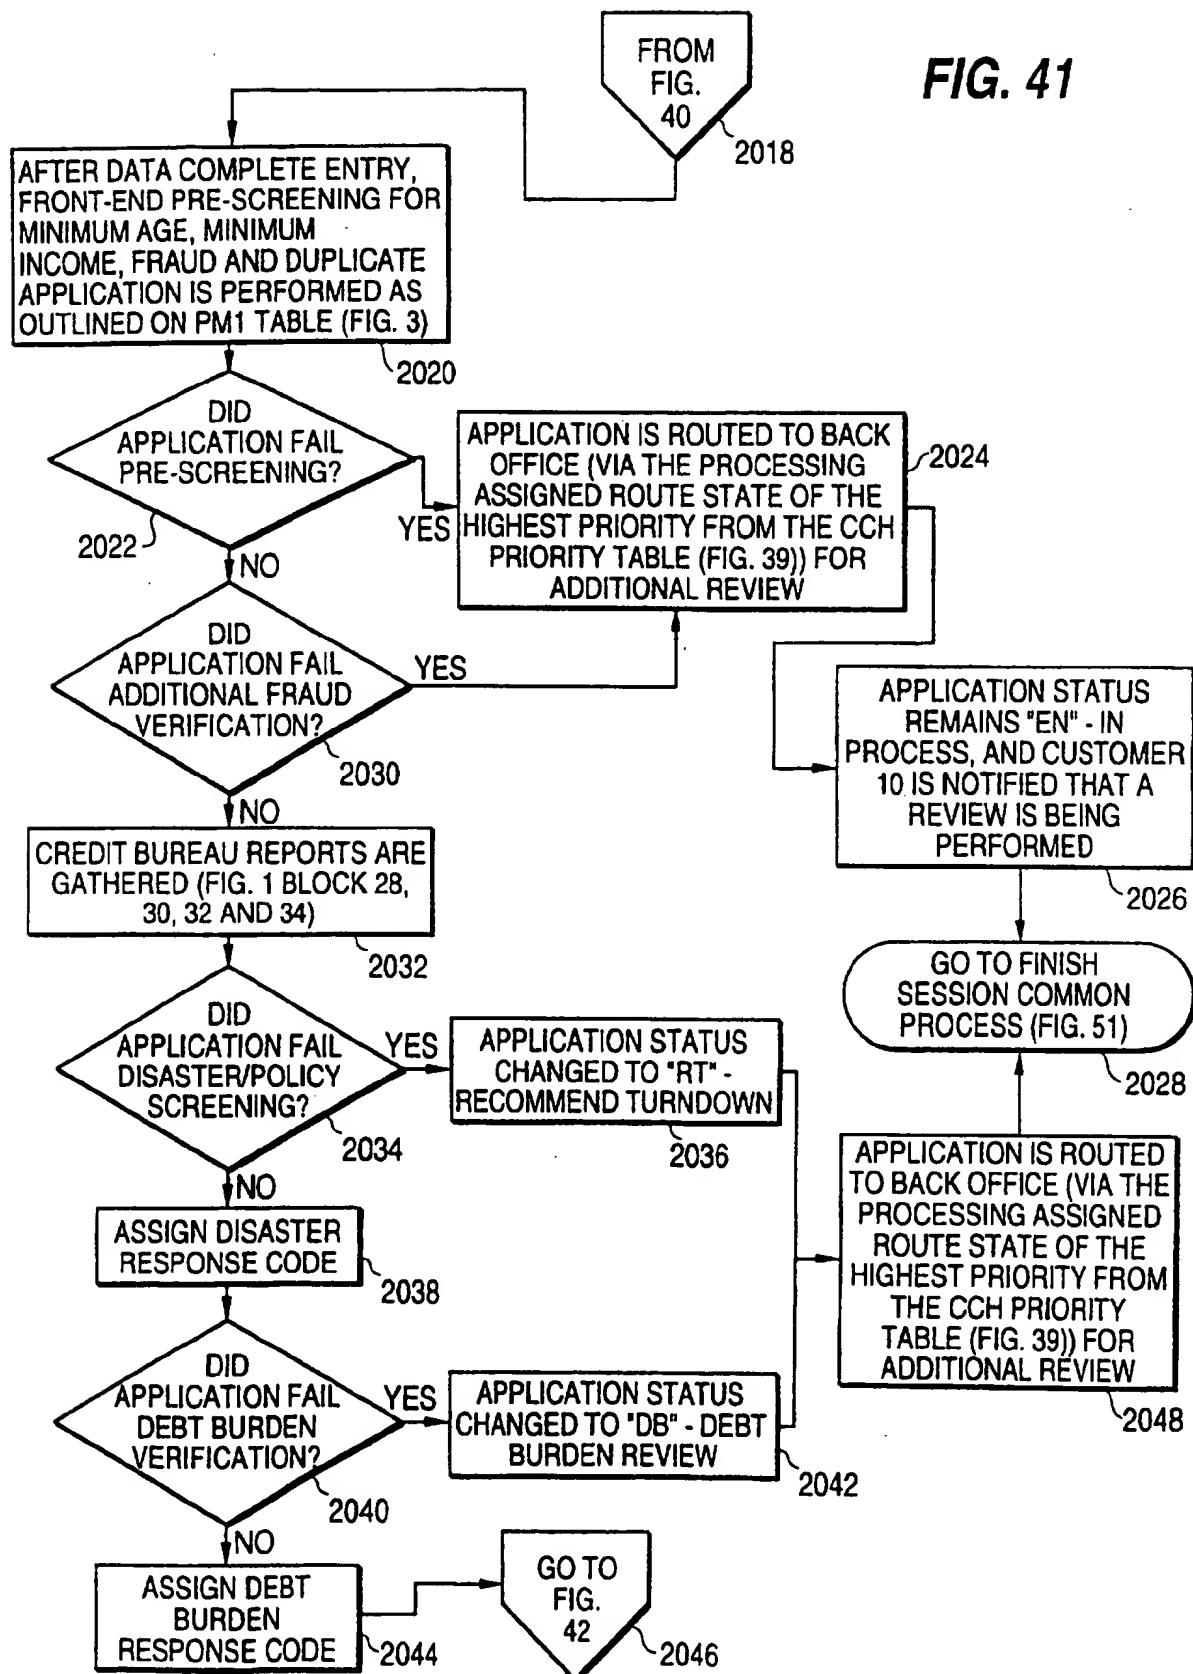 FROM
FIG.
40
FIG. 41
2018
AFTER DATA COMPLETE ENTRY,
FRONT-END PRE-SCREENING FOR
MINIMUM AGE, MINIMUM
INCOME, FRAUD AND DUPLICATE
APPLICATION IS PERFORMED AS
OUTLINED ON PM1 TABLE (FIG. 3)
2020
DID
APPLICATION FAIL
PRE-SCREENING?
2022
YES
NO
APPLICATION IS ROUTED TO BACK
OFFICE (VIA THE PROCESSING
ASSIGNED ROUTE STATE OF THE
HIGHEST PRIORITY FROM THE CCH
PRIORITY TABLE (FIG. 39)) FOR
ADDITIONAL REVIEW
2024
DID
APPLICATION FAIL
ADDITIONAL FRAUD
VERIFICATION?
2030
YES
NO
APPLICATION STATUS
REMAINS "EN" - IN
PROCESS, AND CUSTOMER
10 IS NOTIFIED THAT A
REVIEW IS BEING
PERFORMED
2026
CREDIT BUREAU REPORTS ARE
GATHERED (FIG. 1 BLOCK 28,
30, 32 AND 34)
2032
GO TO FINISH
SESSION COMMON
PROCESS (FIG. 51)
2028
DID
APPLICATION FAIL
DISASTER/POLICY
SCREENING?
2034
YES
NO
APPLICATION STATUS
CHANGED TO "RT" -
RECOMMEND TURNDOWN
2036
ASSIGN DISASTER
RESPONSE CODE
2038
APPLICATION IS ROUTED
TO BACK OFFICE (VIA THE
PROCESSING ASSIGNED
ROUTE STATE OF THE
HIGHEST PRIORITY FROM
THE CCH PRIORITY
TABLE (FIG. 39)) FOR
ADDITIONAL REVIEW
2048
DID
APPLICATION FAIL
DEBT BURDEN
VERIFICATION?
2040
YES
NO
APPLICATION STATUS
CHANGED TO "DB" - DEBT
BURDEN REVIEW
2042
ASSIGN DEBT
BURDEN
RESPONSE CODE
2044
GO TO
FIG.
42
2046